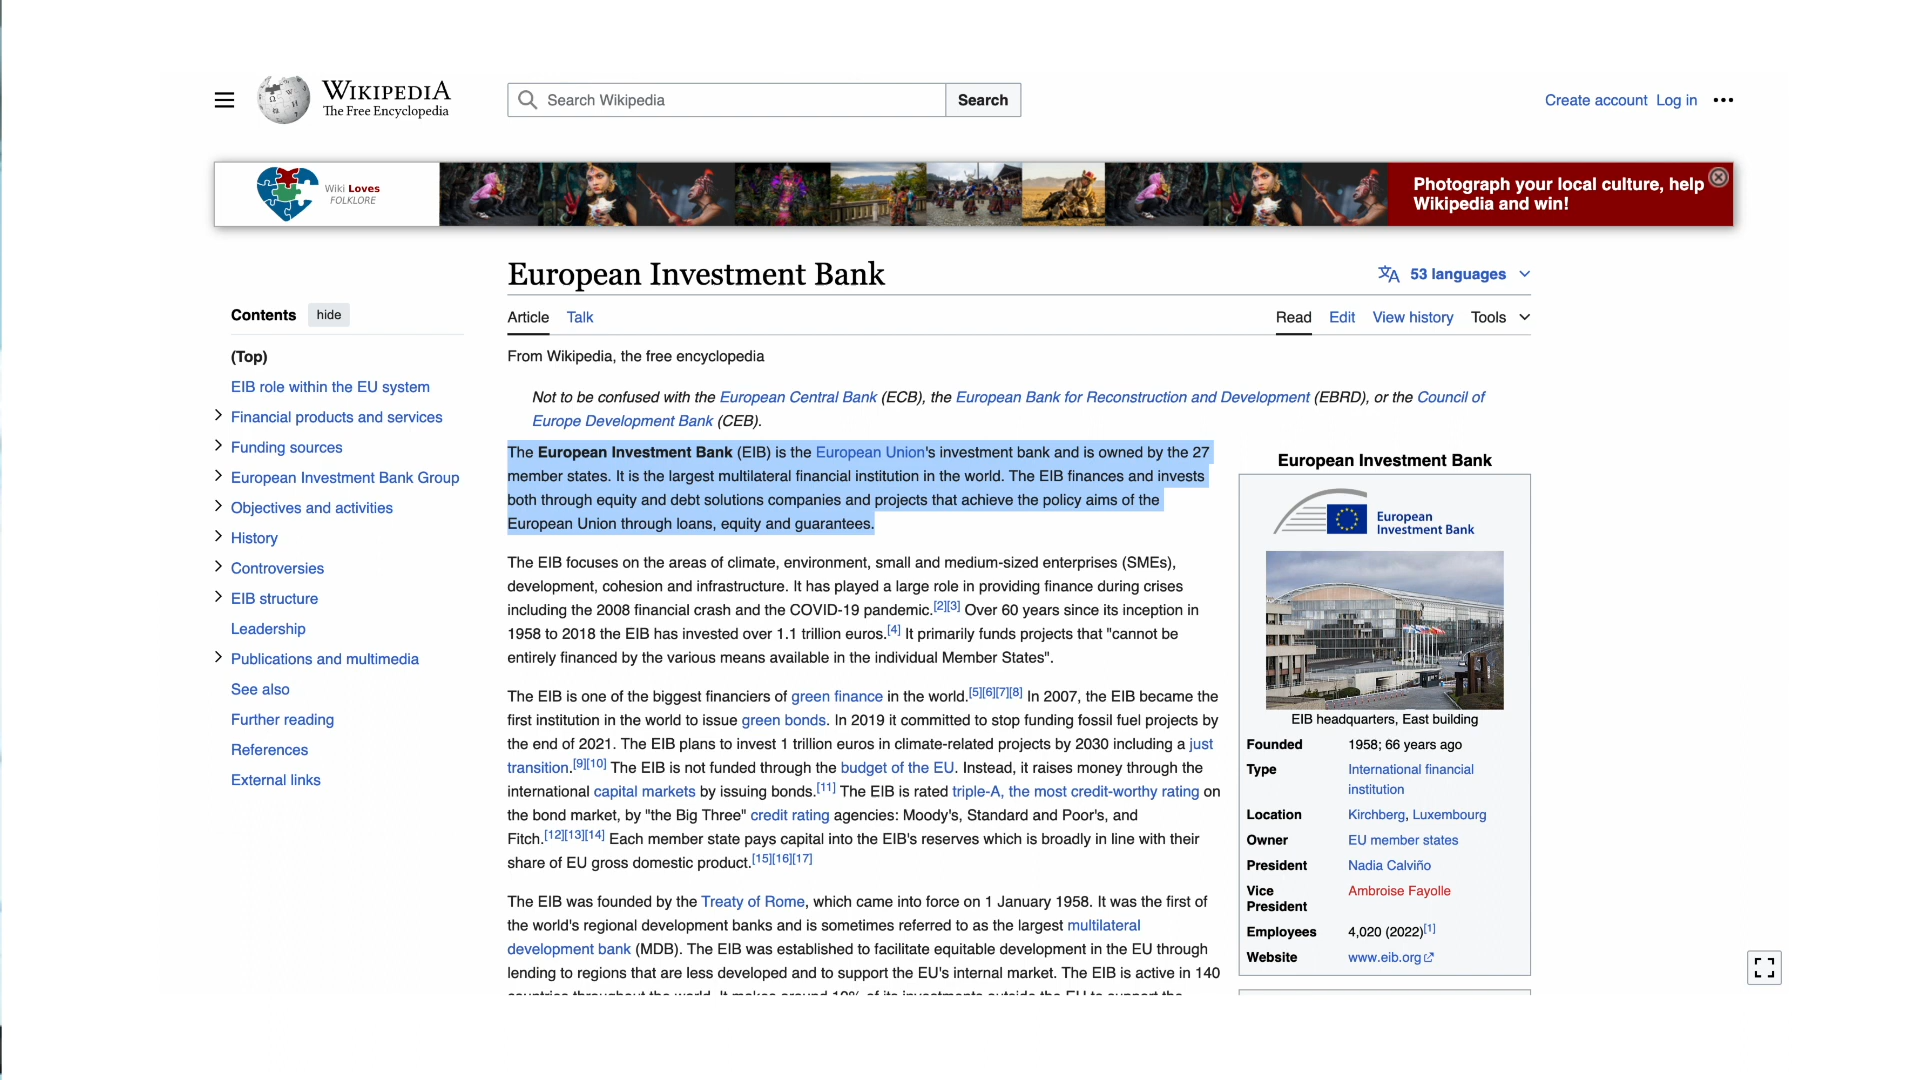 WIKIPEDIA
The Free Encyclopedia
Search Wikipedia
Search
Create account Log in
Wiki Loves
FOLKLORE
Photograph your local culture, help
Wikipedia and win!
European Investment Bank
53 languages
Contents hide
(Top)
EIB role within the EU system
Financial products and services
Funding sources
European Investment Bank Group
Objectives and activities
History
Controversies
EIB structure
Leadership
Publications and multimedia
See also
Further reading
References
External links
Article Talk
Read Edit View history Tools
From Wikipedia, the free encyclopedia
Not to be confused with the European Central Bank (ECB), the European Bank for Reconstruction and Development (EBRD), or the Council of
Europe Development Bank (CEB).
The European Investment Bank (EIB) is the European Union's investment bank and is owned by the 27
member states. It is the largest multilateral financial institution in the world. The EIB finances and invests
both through equity and debt solutions companies and projects that achieve the policy aims of the
European Union through loans, equity and guarantees.
The EIB focuses on the areas of climate, environment, small and medium-sized enterprises (SMEs),
development, cohesion and infrastructure. It has played a large role in providing finance during crises
including the 2008 financial crash and the COVID-19 pandemic.[2][3] Over 60 years since its inception in
1958 to 2018 the EIB has invested over 1.1 trillion euros.[4] It primarily funds projects that "cannot be
entirely financed by the various means available in the individual Member States".
The EIB is one of the biggest financiers of green finance in the world.[5][6][7][8] In 2007, the EIB became the
first institution in the world to issue green bonds. In 2019 it committed to stop funding fossil fuel projects by
the end of 2021. The EIB plans to invest 1 trillion euros in climate-related projects by 2030 including a just
transition.[9][10] The EIB is not funded through the budget of the EU. Instead, it raises money through the
international capital markets by issuing bonds.[11] The EIB is rated triple-A, the most credit-worthy rating on
the bond market, by "the Big Three" credit rating agencies: Moody's, Standard and Poor's, and
Fitch.[12][13][14] Each member state pays capital into the EIB's reserves which is broadly in line with their
share of EU gross domestic product.[15][16][17]
The EIB was founded by the Treaty of Rome, which came into force on 1 January 1958. It was the first of
the world's regional development banks and is sometimes referred to as the largest multilateral
development bank (MDB). The EIB was established to facilitate equitable development in the EU through
lending to regions that are less developed and to support the EU's internal market. The EIB is active in 140
countries throughout the world. It makes around 10% of its investments outside the EU to support the
European Investment Bank
European
Investment Bank
EIB headquarters, East building
Founded 1958; 66 years ago
Type International financial
institution
Location Kirchberg, Luxembourg
Owner EU member states
President Nadia Calviño
Vice Ambroise Fayolle
President
Employees 4,020 (2022)[1]
Website www.eib.org